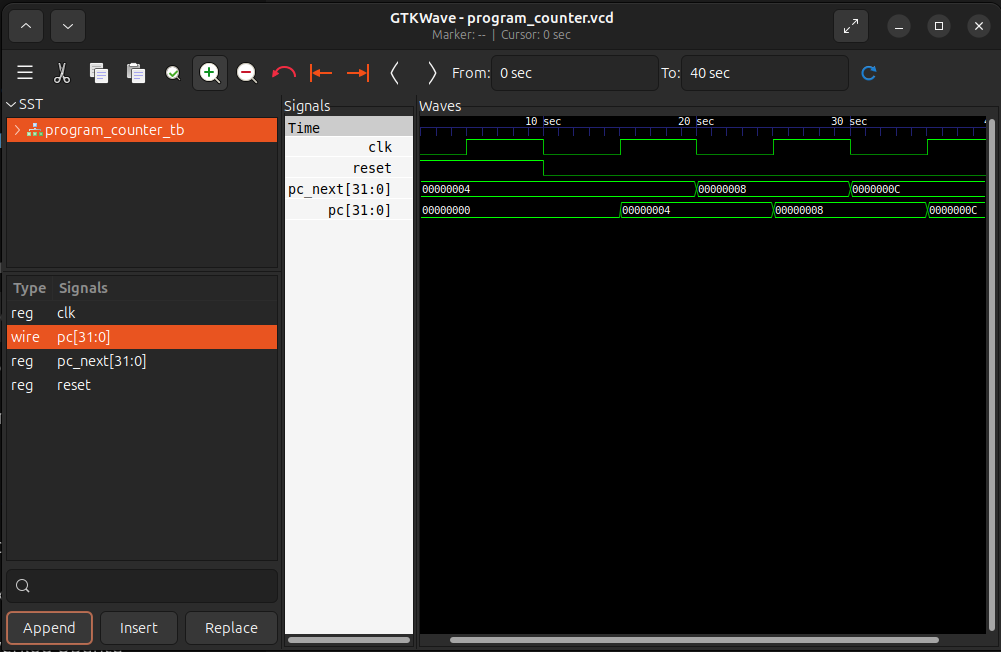 GTKWave - program_counter.vcd
Marker: -- | Cursor: 0 sec
From: 0 sec To: 40 sec
SST
program_counter_tb
Signals
Time
clk
reset
pc_next[31:0]
pc[31:0]
Waves
10 sec 20 sec 30 sec
00000004 00000008 0000000C
00000000 00000004 00000008 0000000C
Type Signals
reg clk
wire pc[31:0]
reg pc_next[31:0]
reg reset
Append Insert Replace